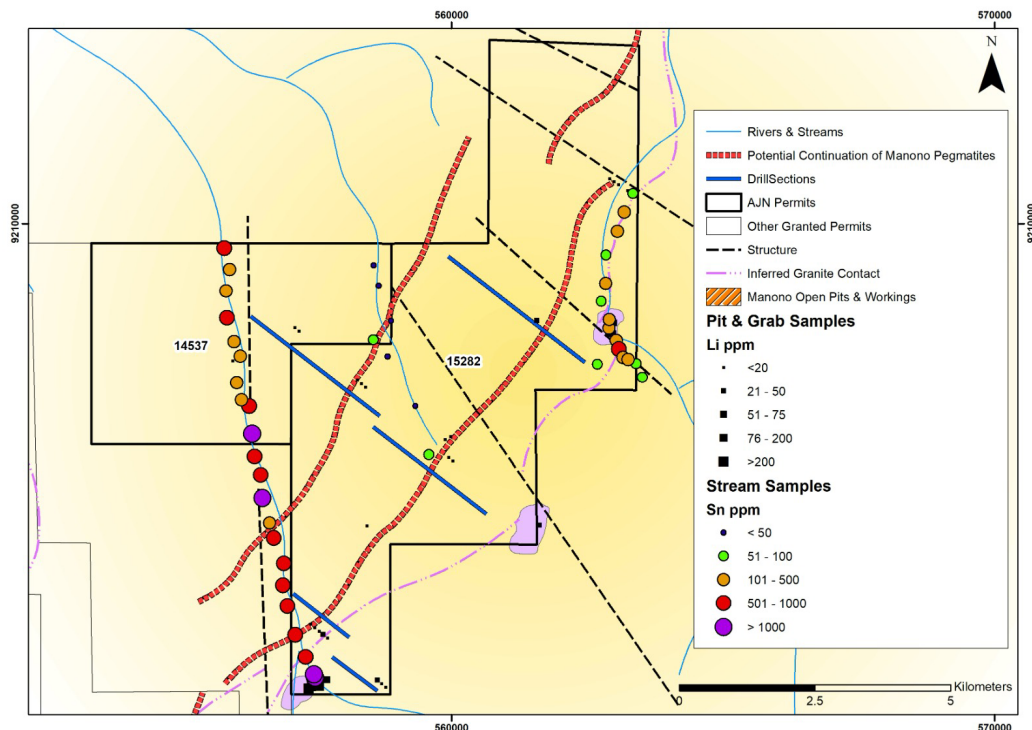 560000
570000
N
9210000
9210000
Rivers & Streams
Potential Continuation of Manono Pegmatites
DrillSections
AJN Permits
Other Granted Permits
Structure
Inferred Granite Contact
Manono Open Pits & Workings
Pit & Grab Samples
Li ppm
<20
21 - 50
51 - 75
76 - 200
>200
Stream Samples
Sn ppm
< 50
51 - 100
101 - 500
501 - 1000
> 1000
14537
15282
Kilometers
0
2.5
5
560000
570000